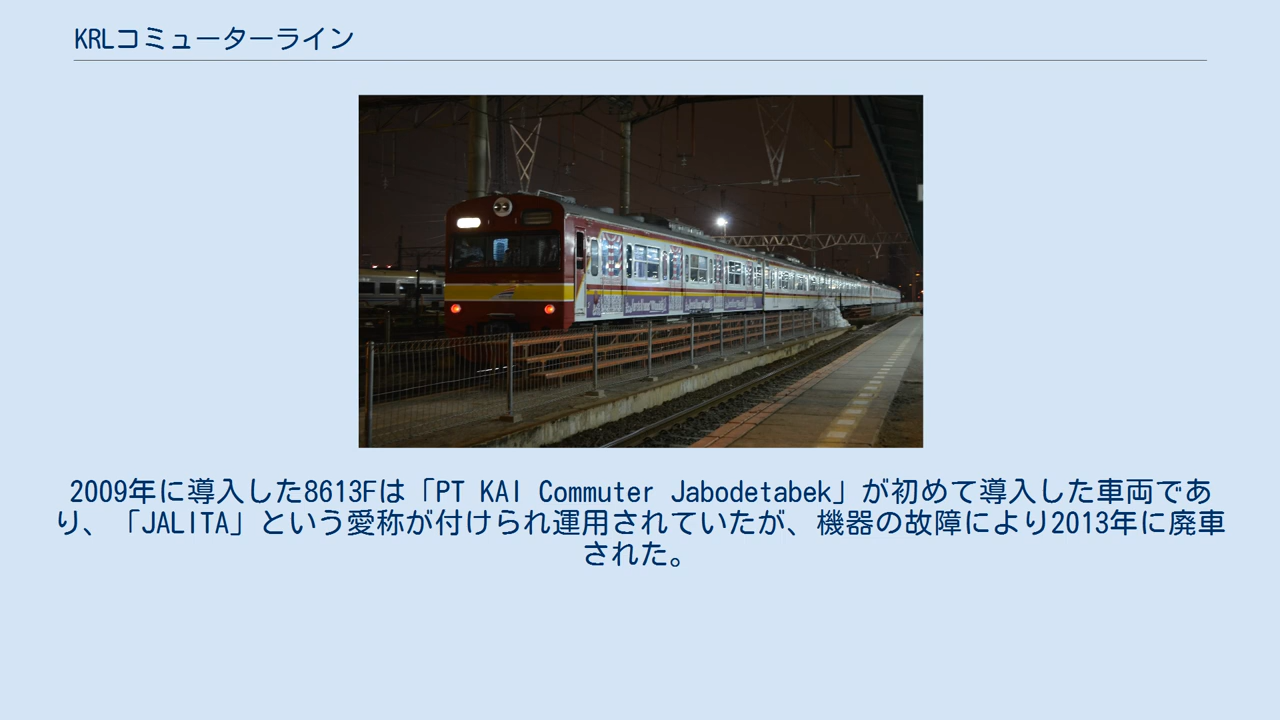 KRLコミューターライン
2009年に導入した8613Fは「PT KAI Commuter Jabodetabek」が初めて導入した車両であ
り、「JALITA」という愛称が付けられ運用されていたが、機器の故障により2013年に廃車
された。